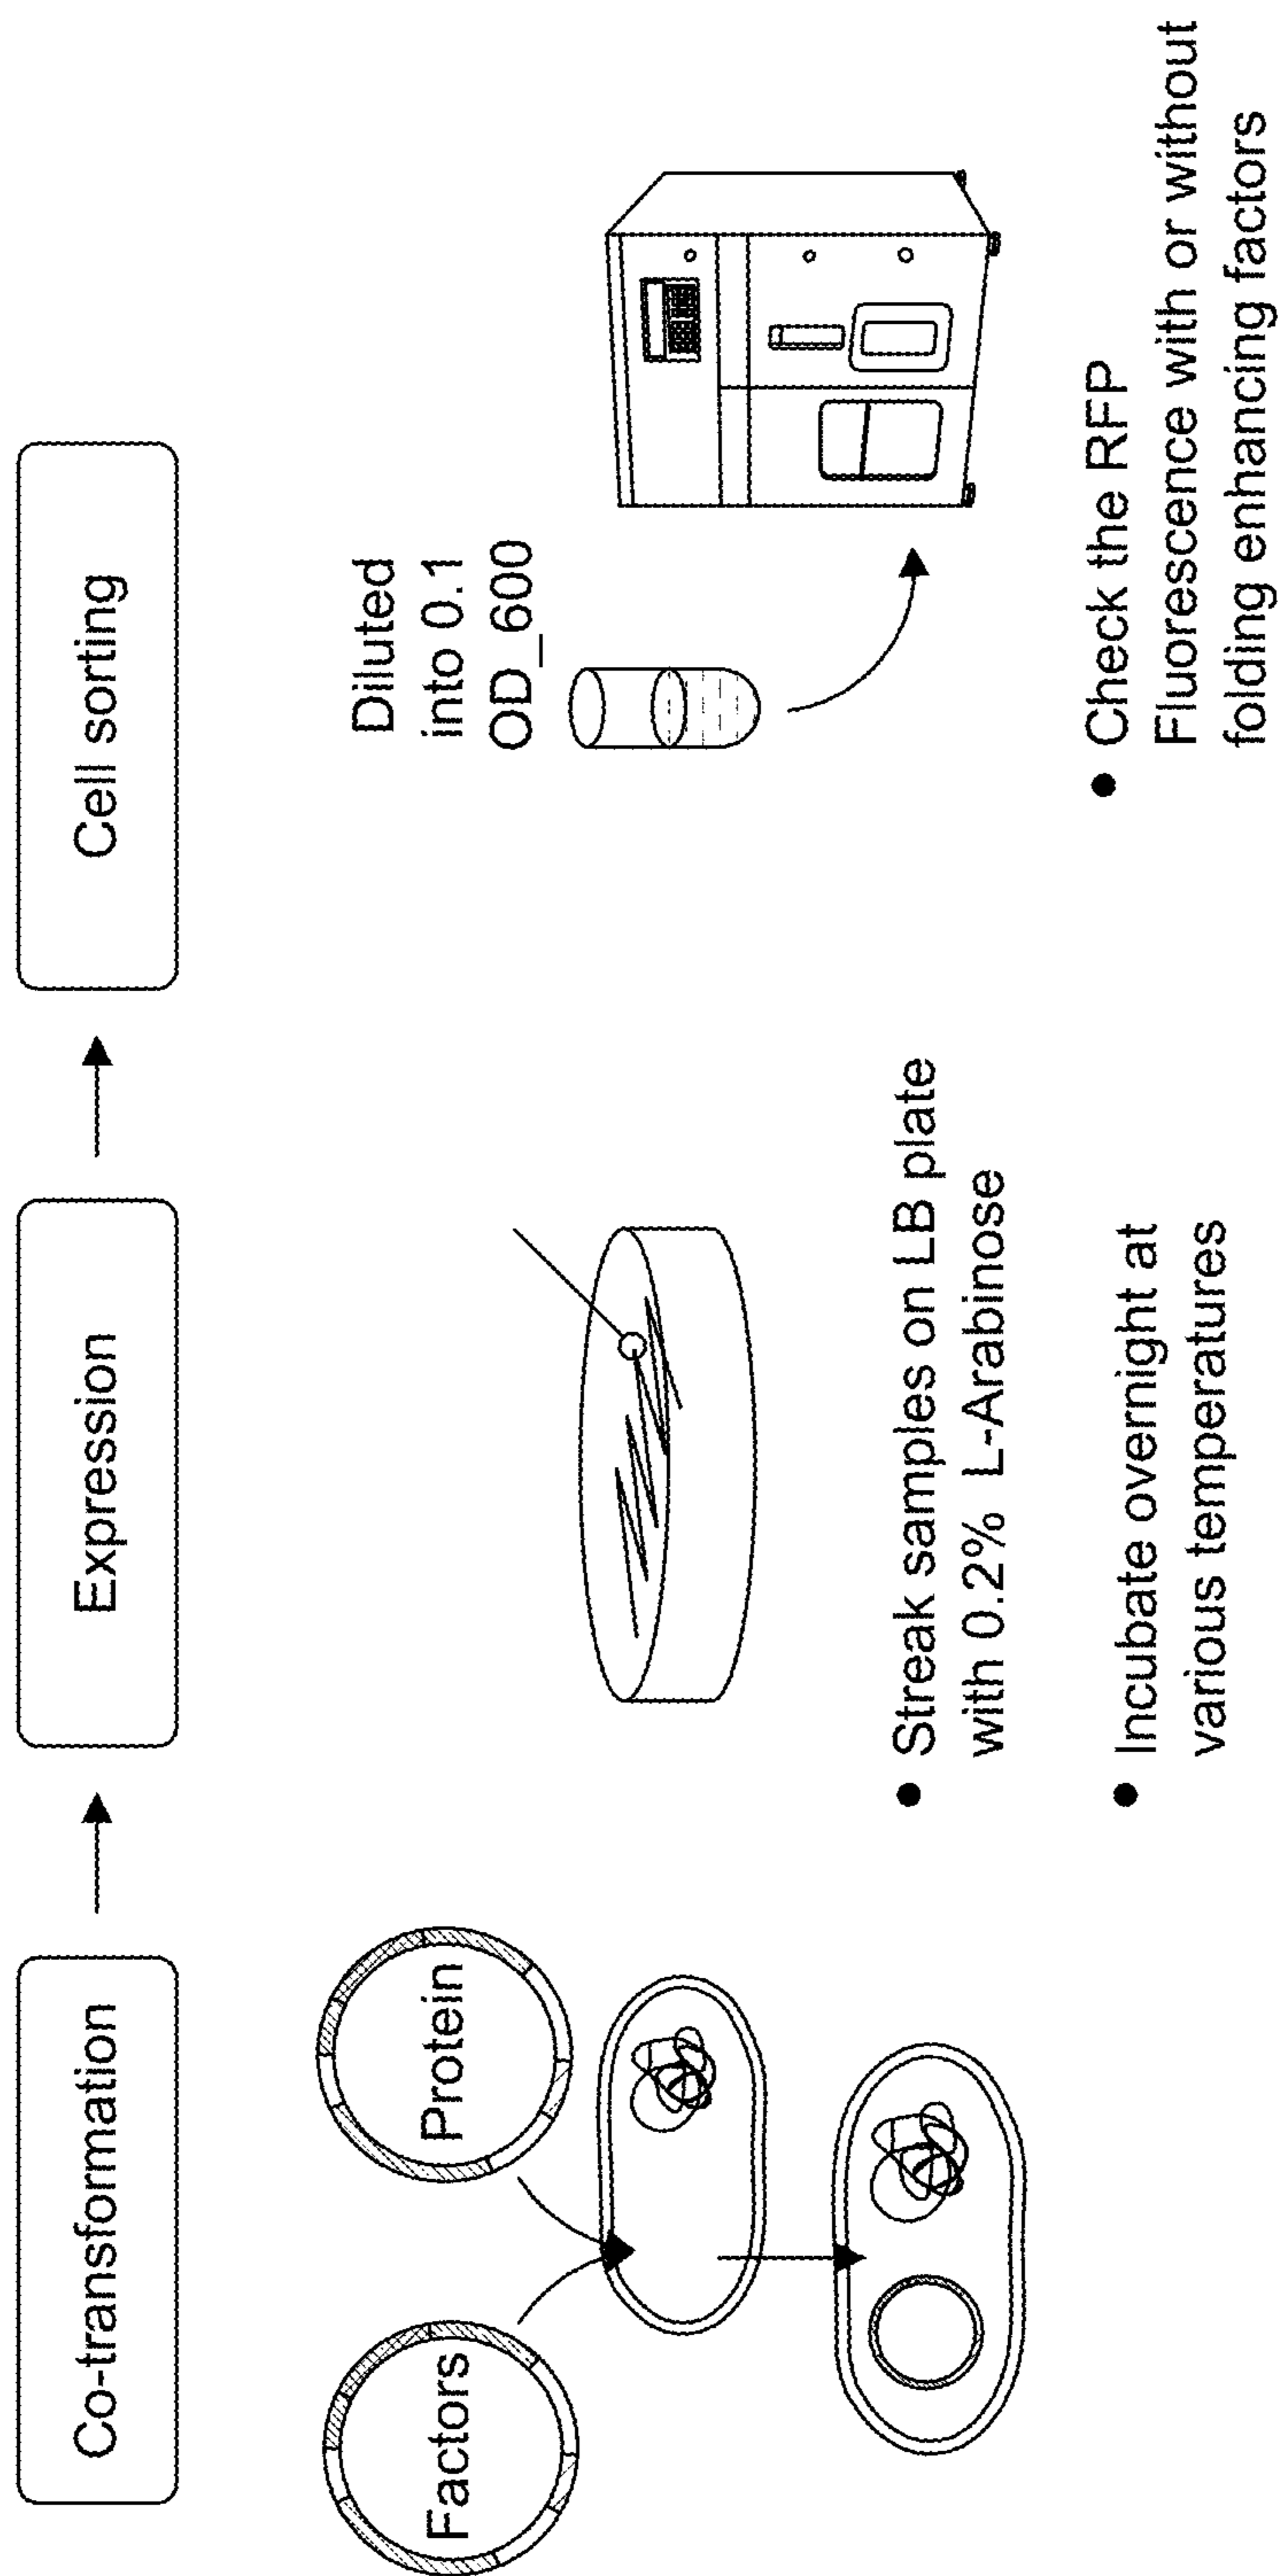 Co-transformation
Expression
Cell sorting
Factors
Protein
• Streak samples on LB plate
with 0.2% L-Arabinose
• Incubate overnight at
various temperatures
Diluted
into 0.1
OD_600
• Check the RFP
Fluorescence with or without
folding enhancing factors